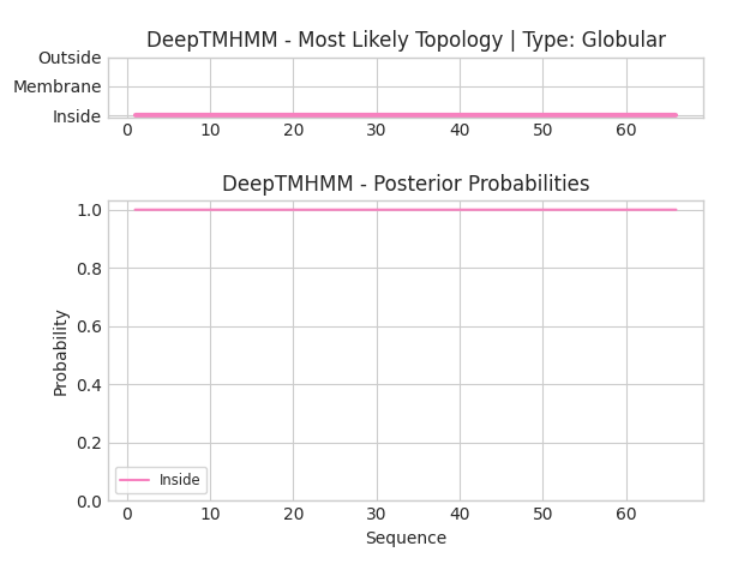 DeepTMHMM - Most Likely Topology | Type: Globular
Outside
Membrane
Inside
0 10 20 30 40 50 60
DeepTMHMM - Posterior Probabilities
1.0
0.8
0.6
0.4
0.2
0.0
Probability
Inside
0 10 20 30 40 50 60
Sequence